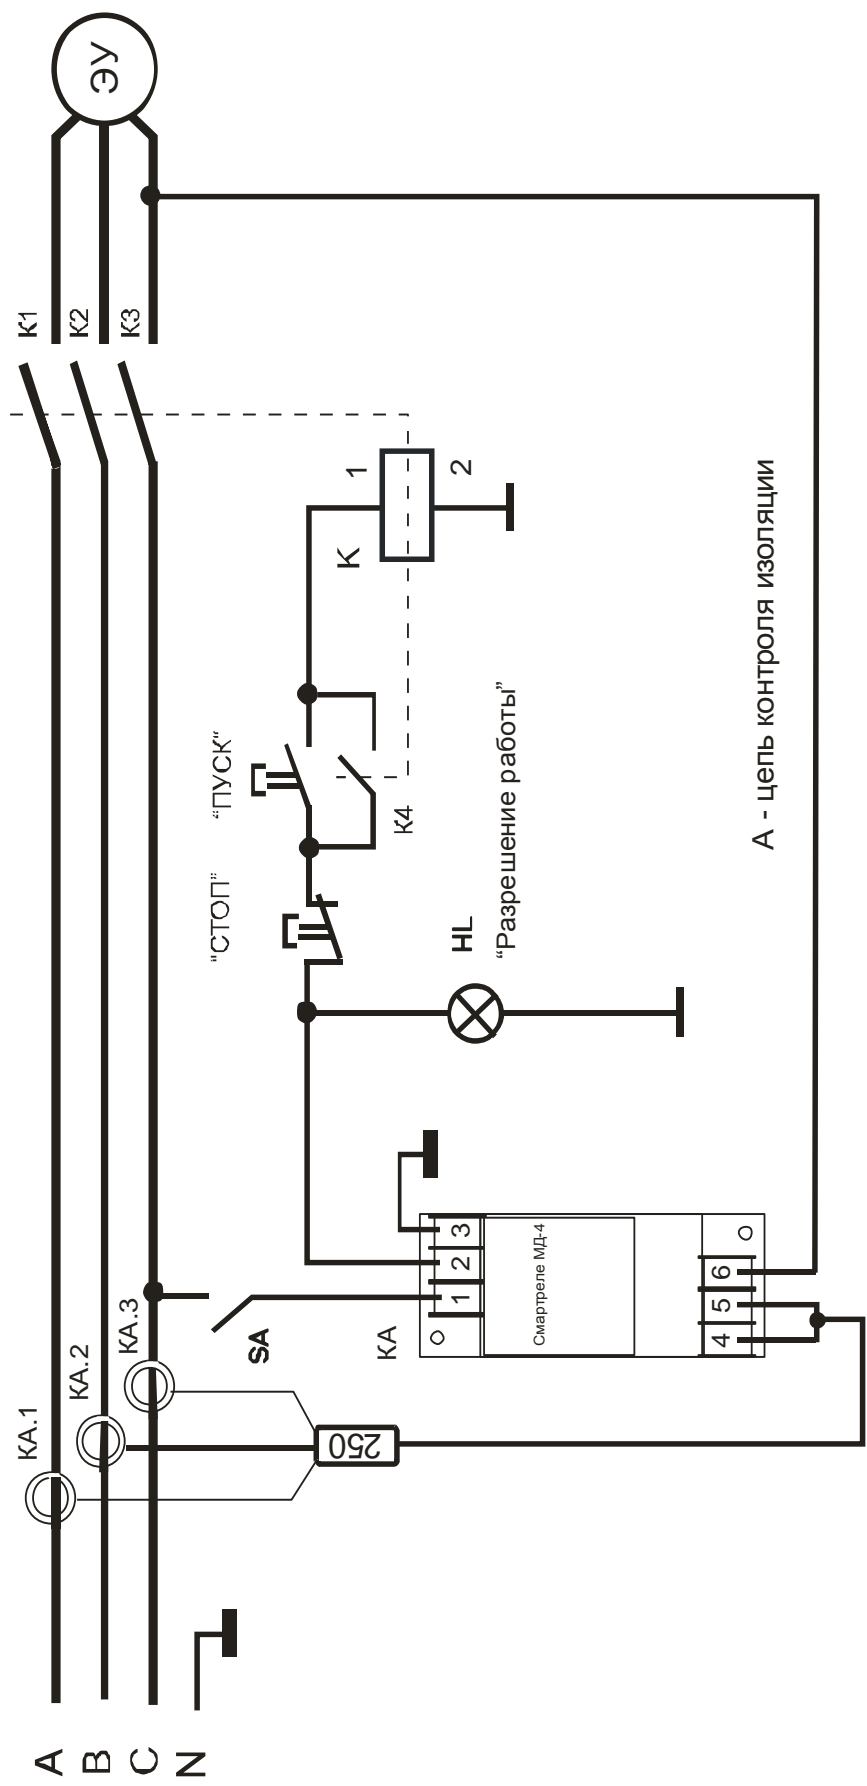 A
B
C
N
КА.1
КА.2
КА.3
250
SA
КА
1
2
3
Смартреле МД-4
4
5
6
HL
“Разрешение работы”
"СТОП"
“ПУСК“
К4
К
1
2
К1
К2
К3
ЭУ
А - цепь контроля изоляции